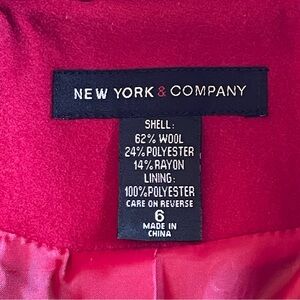 NEW YORK & COMPANY
SHELL:
62% WOOL
24% POLYESTER
14% RAYON
LINING:
100% POLYESTER
CARE ON REVERSE
6
MADE IN
CHINA